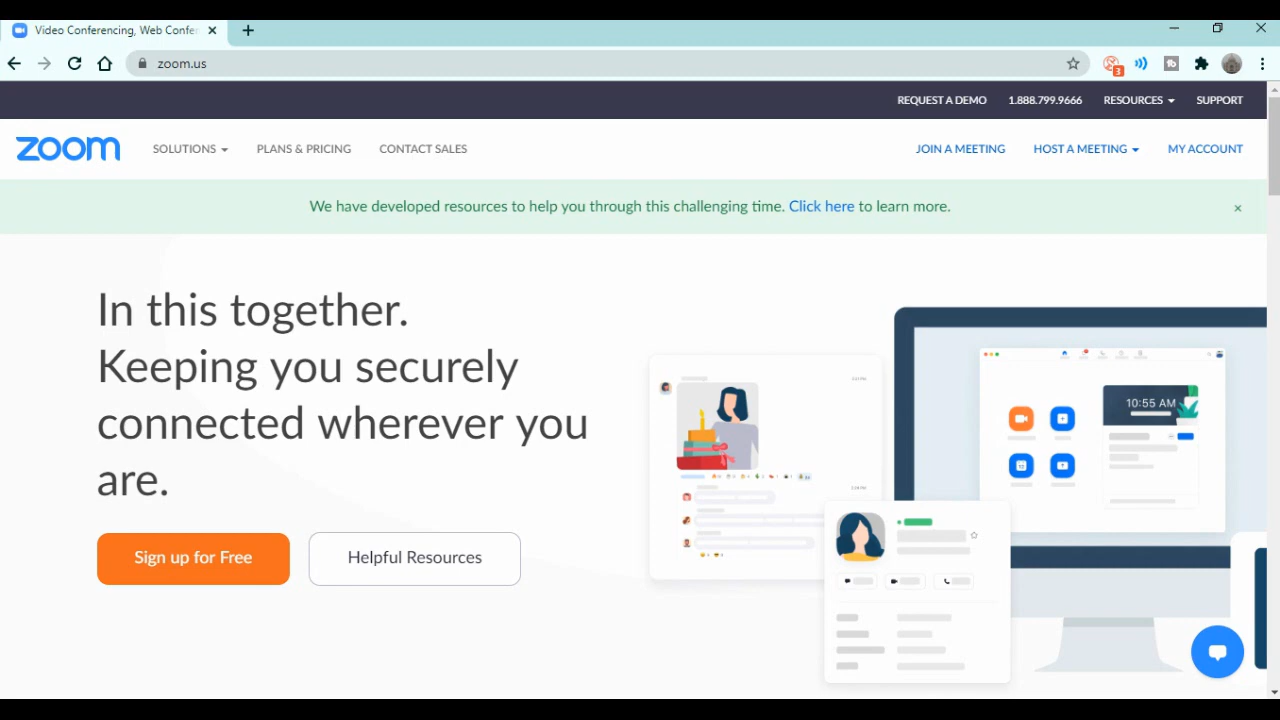 Video Conferencing, Web Confe
zoom.us
3
REQUEST A DEMO 1.888.799.9666 RESOURCES SUPPORT
zoom SOLUTIONS PLANS & PRICING CONTACT SALES JOIN A MEETING HOST A MEETING MY ACCOUNT
We have developed resources to help you through this challenging time. Click here to learn more. ×
In this together.
Keeping you securely
connected wherever you
are.
10:55 AM
Sign up for Free Helpful Resources